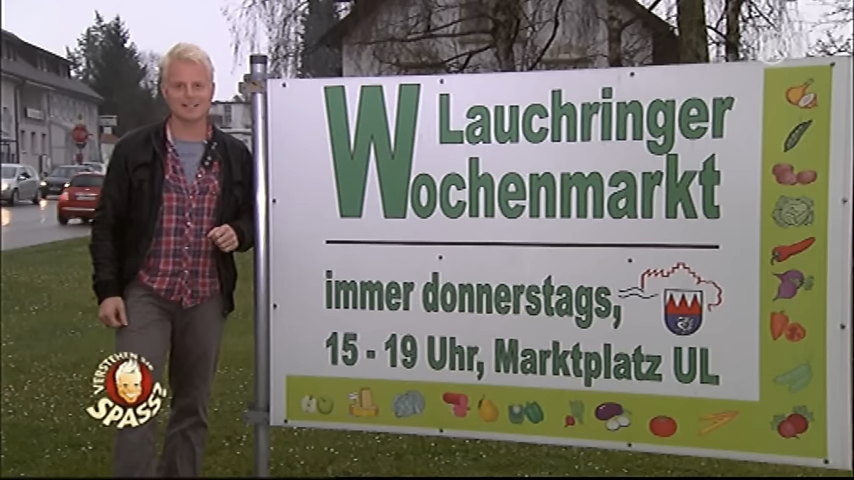 Lauchringer
Wochenmarkt
immer donnerstags,
15 - 19 Uhr, Marktplatz UL
VERSTEHEN SIE
SPASS?